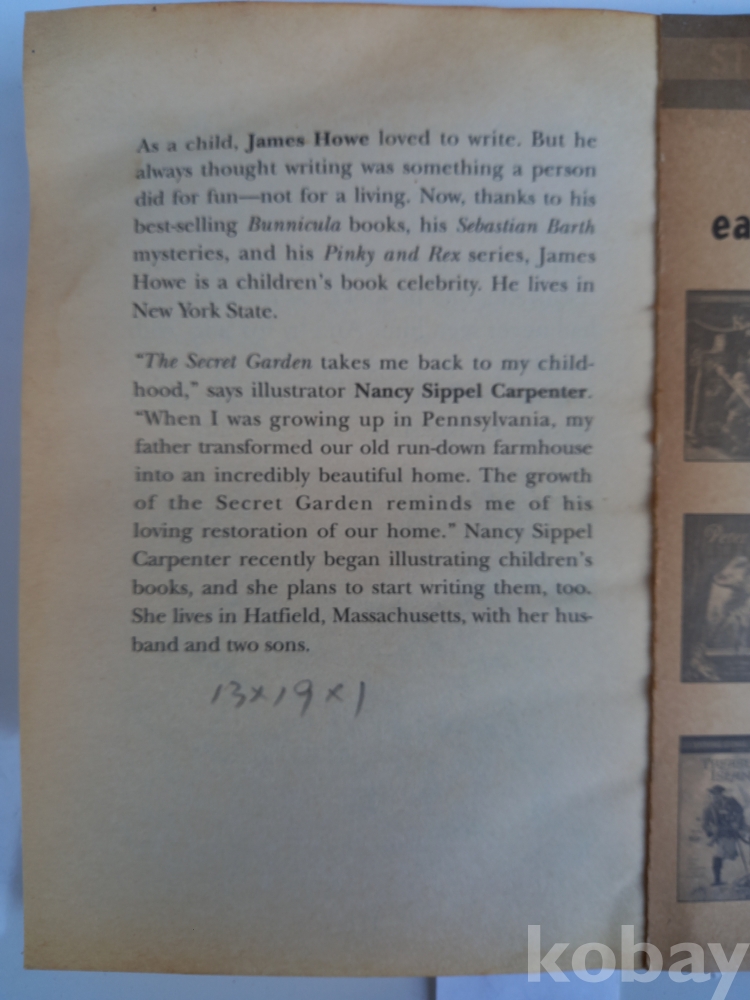 As a child, James Howe loved to write. But he
always thought writing was something a person
did for fun—not for a living. Now, thanks to his
best-selling Bunnicula books, his Sebastian Barth
mysteries, and his Pinky and Rex series, James
Howe is a children's book celebrity. He lives in
New York State.
"The Secret Garden takes me back to my child-
hood," says illustrator Nancy Sippel Carpenter.
"When I was growing up in Pennsylvania, my
father transformed our old run-down farmhouse
into an incredibly beautiful home. The growth
of the Secret Garden reminds me of his
loving restoration of our home." Nancy Sippel
Carpenter recently began illustrating children's
books, and she plans to start writing them, too.
She lives in Hatfield, Massachusetts, with her hus-
band and two sons.
13x19x1
ea
kobay